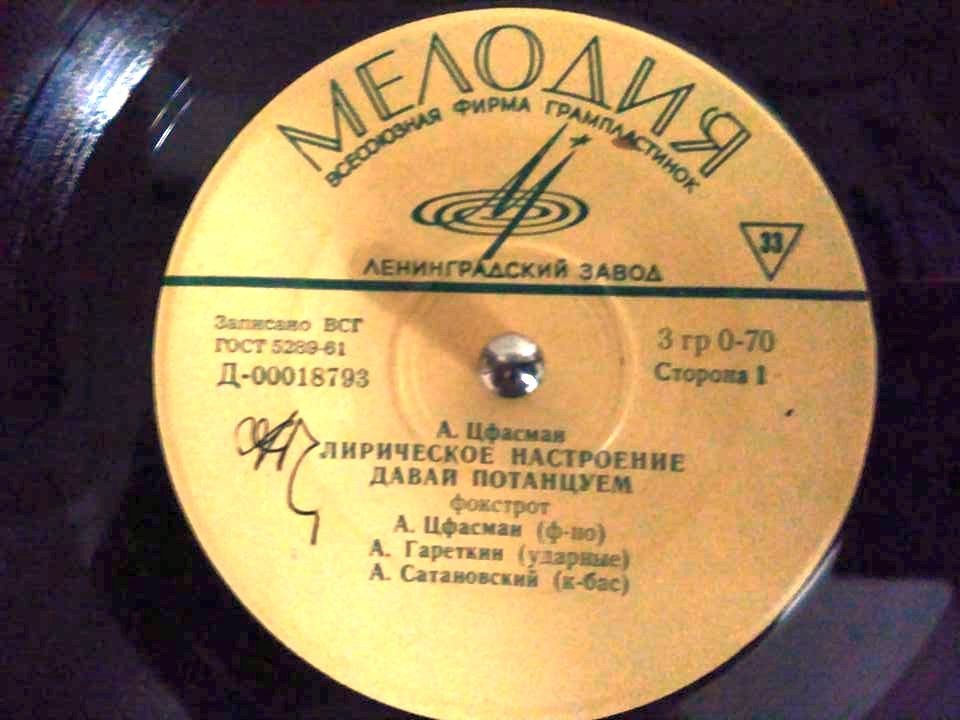 МЕЛОДИЯ
ВСЕСОЮЗНАЯ ФИРМА ГРАМПЛАСТИНОК
33
ЛЕНИНГРАДСКИЙ ЗАВОД
Записано ВСГ
ГОСТ 5289-61
Д-00018793
3 гр 0-70
Сторона 1
А. Цфасман
ЛИРИЧЕСКОЕ НАСТРОЕНИЕ
ДАВАЙ ПОТАНЦУЕМ
фокстрот
А. Цфасман (ф-но)
А. Гареткин (ударные)
А. Сатановский (к-бас)